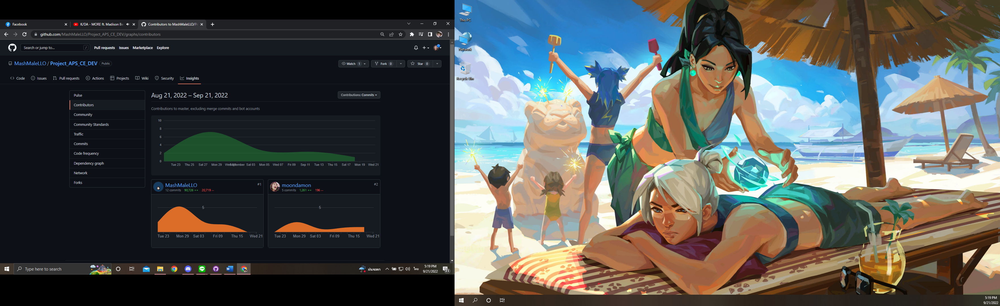 Facebook
K/DA - MORE ft. Madison Be
Contributors to MashMaleLLO/Pr
github.com/MashMaleLLO/Project_APS_CE_DEV/graphs/contributors
Search or jump to...
/
Pull requests
Issues
Marketplace
Explore
MashMaleLLO / Project_APS_CE_DEV
Public
Watch 1
Fork 0
Star 0
Code
Issues
Pull requests
Actions
Projects
Wiki
Security
Insights
Pulse
Contributors
Community
Community Standards
Traffic
Commits
Code frequency
Dependency graph
Network
Forks
Aug 21, 2022 – Sep 21, 2022
Contributions: Commits
Contributions to master, excluding merge commits and bot accounts
10
8
6
4
2
0
Tue 23 Thu 25 Sat 27 Mon 29 September Sat 03 Mon 05 Wed 07 Fri 09 Sep 11 Tue 13 Thu 15 Sat 17 Mon 19 Wed 21
MashMaleLLO #1
12 commits 90,726 ++ 20,719 --
5
Tue 23 Mon 29 Sat 03 Fri 09 Thu 15 Wed 21
moondamon #2
5 commits 1,261 ++ 196 --
5
Tue 23 Mon 29 Sat 03 Fri 09 Thu 15 Wed 21
Type here to search
ฝนจะตก
ไทย
5:19 PM
9/21/2022
23
This PC
Network
Recycle Bin
5:19 PM
9/21/2022